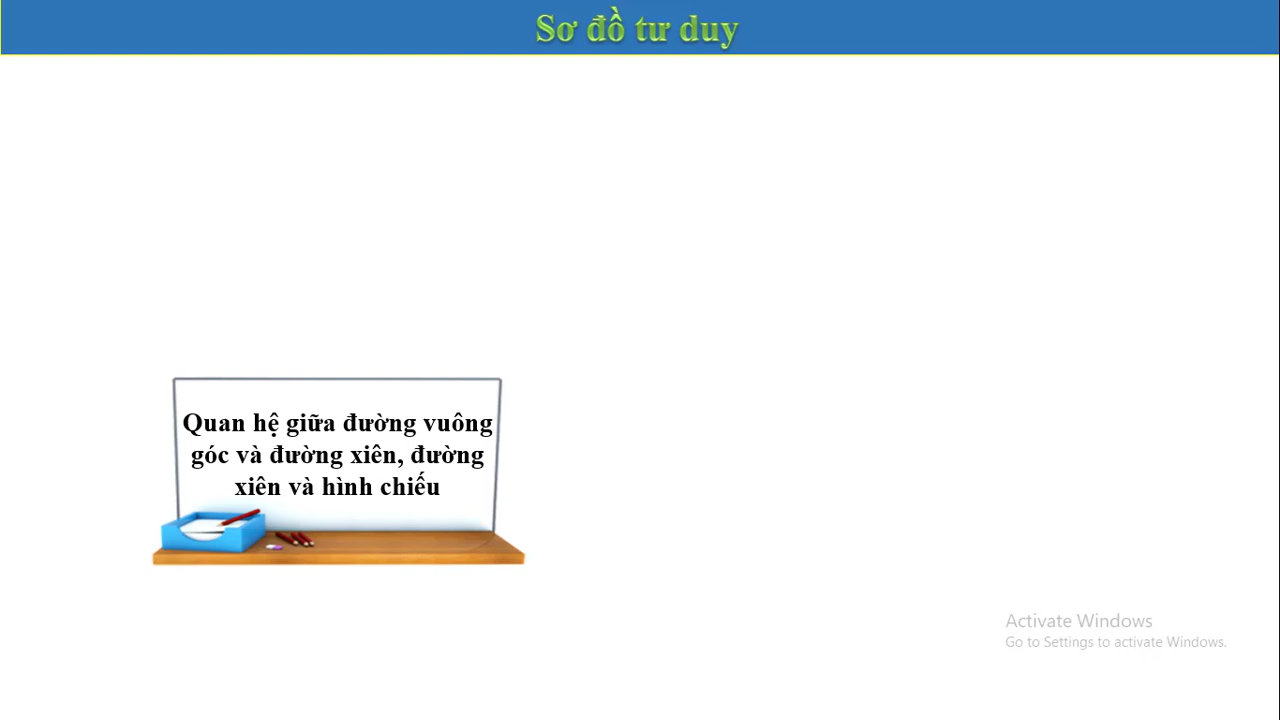 Sơ đồ tư duy
Quan hệ giữa đường vuông
góc và đường xiên, đường
xiên và hình chiếu
Activate Windows
Go to Settings to activate Windows.